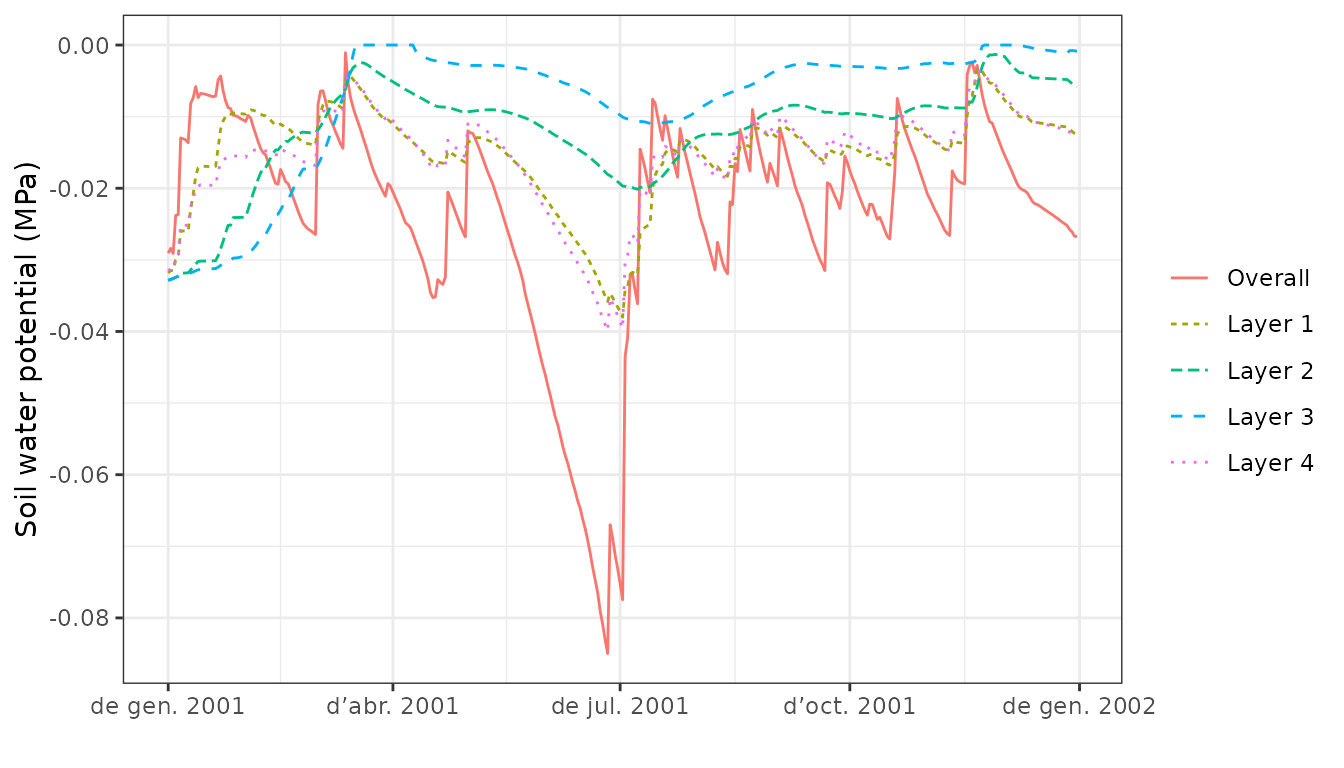 Soil water potential (MPa)
0.00
-0.02
-0.04
-0.06
-0.08
de gen. 2001
d’abr. 2001
de jul. 2001
d’oct. 2001
de gen. 2002
Overall
Layer 1
Layer 2
Layer 3
Layer 4